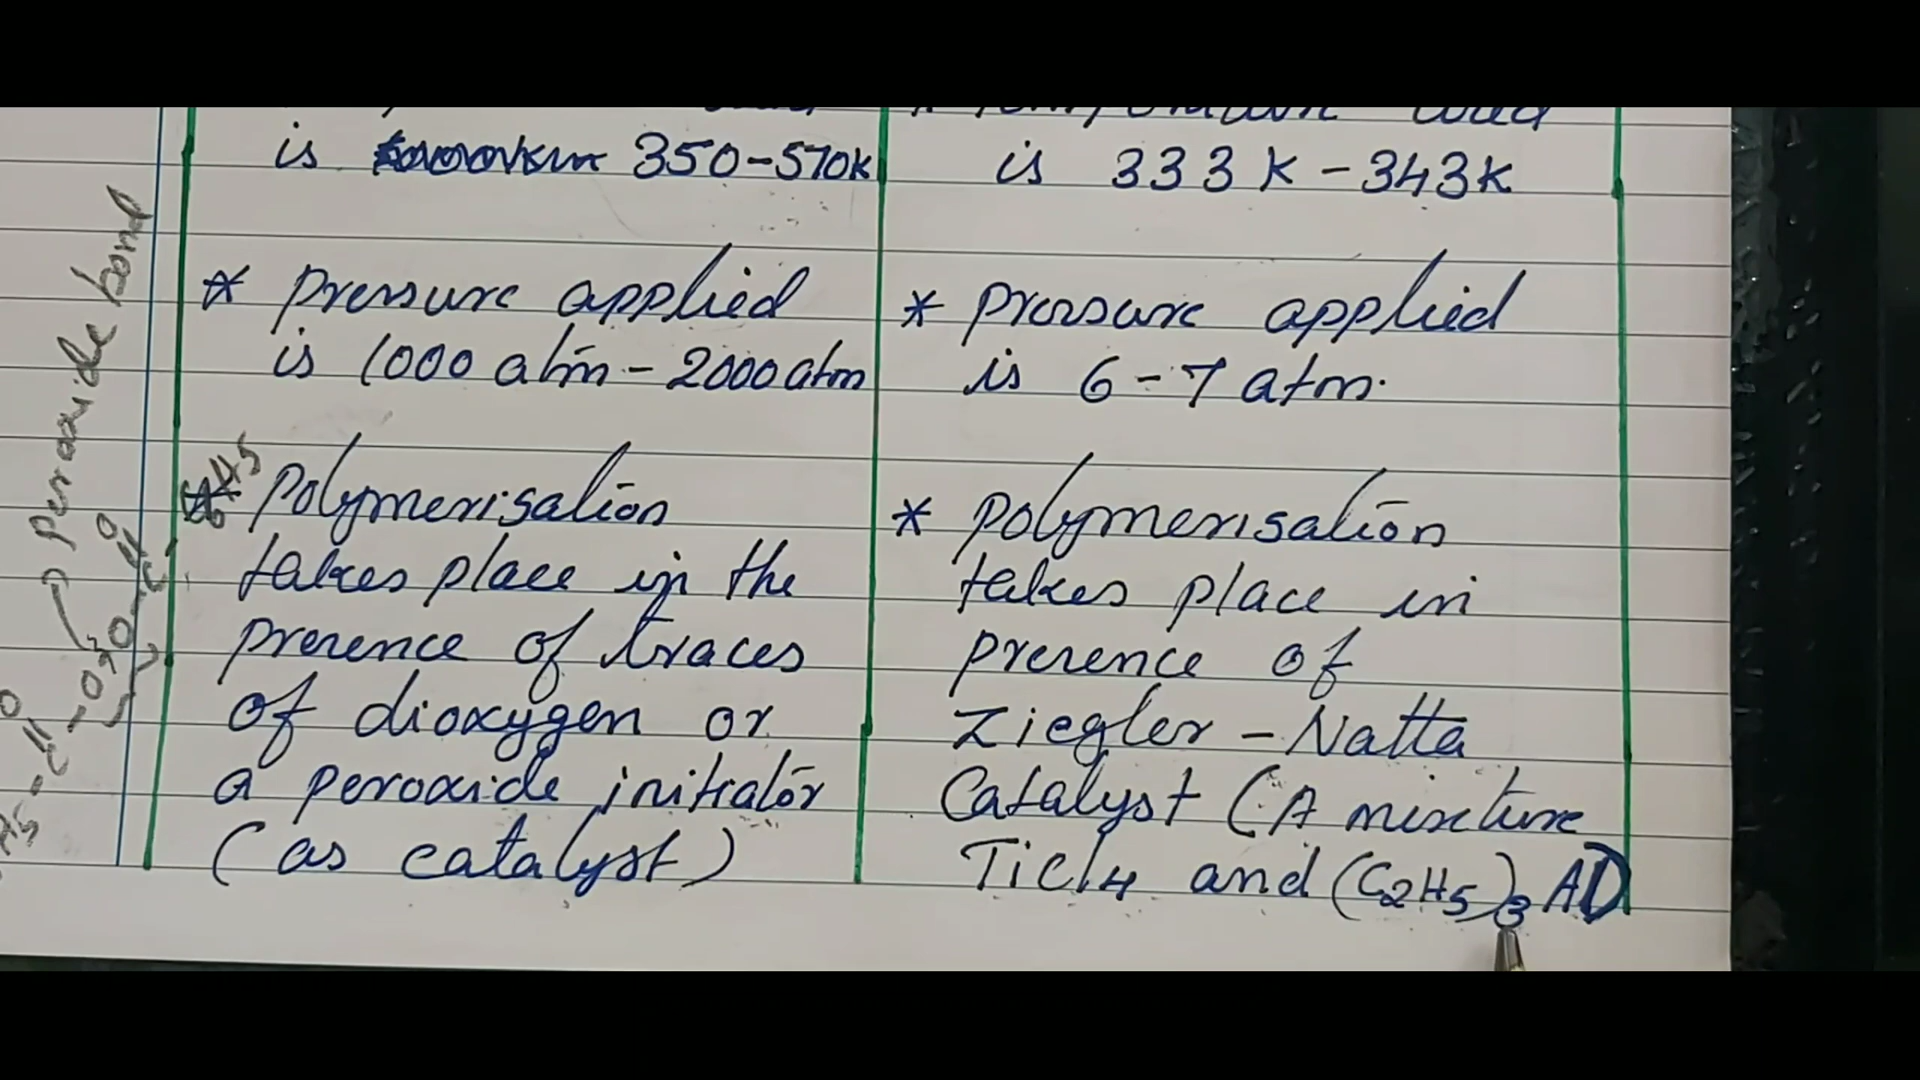 is 350-570K
* pressure applied
is 1000 atm - 2000 atm
* Polymerisation
takes place in the
presence of traces
of dioxygen or
a peroxide initiator
(as catalyst)
* Temperature used
is 333 K - 343K
* pressure applied
is 6-7 atm.
* Polymerisation
takes place in
presence of
Ziegler - Natta
Catalyst (A mixture
TiCl4 and (C2H5)3 Al)
peroxide bond